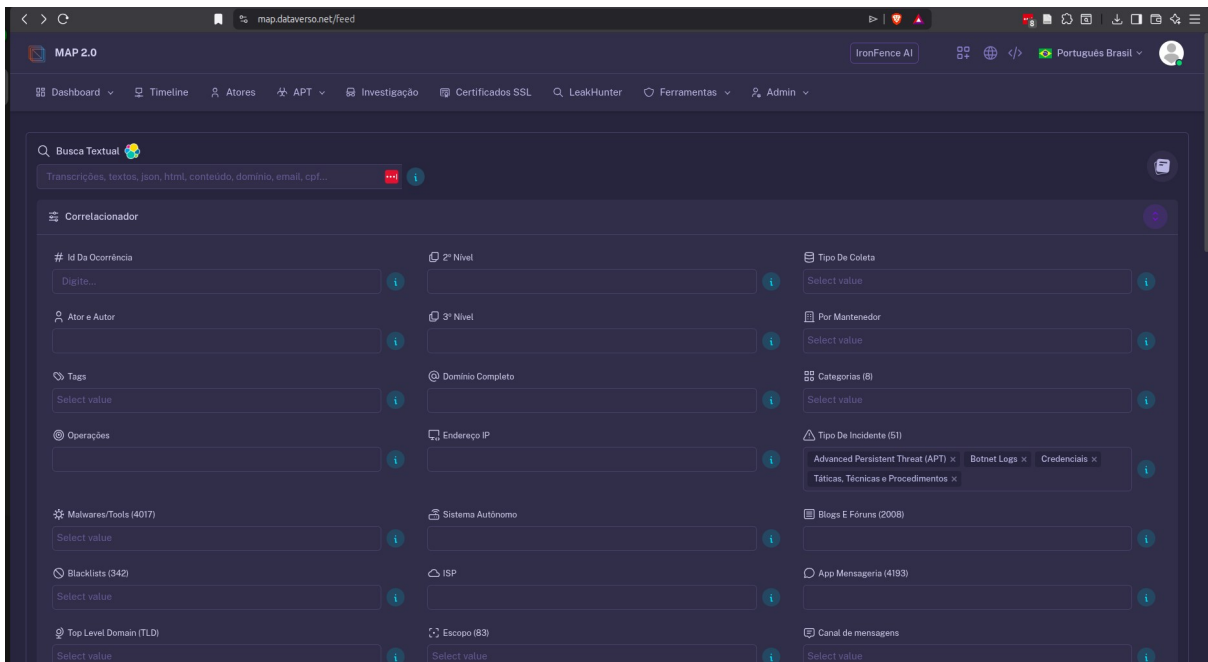 map.dataverso.net/feed
8
MAP 2.0
IronFence AI
</>
Português Brasil
Dashboard
Timeline
Atores
APT
Investigação
Certificados SSL
LeakHunter
Ferramentas
Admin
Busca Textual
Transcrições, textos, json, html, conteúdo, domínio, email, cpf...
i
Correlacionador
# Id Da Ocorrência
2º Nível
Tipo De Coleta
Digite...
i
i
Select value
i
Ator e Autor
3º Nível
Por Mantenedor
i
i
Select value
i
Tags
Domínio Completo
Categorias (8)
Select value
i
i
Select value
i
Operações
Endereço IP
Tipo De Incidente (51)
i
i
Advanced Persistent Threat (APT) ×
Botnet Logs ×
Credenciais ×
Táticas, Técnicas e Procedimentos ×
i
Malwares/Tools (4017)
Sistema Autônomo
Blogs E Fóruns (2008)
Select value
i
i
i
Blacklists (342)
ISP
App Mensageria (4193)
Select value
i
i
i
Top Level Domain (TLD)
Escopo (83)
Canal de mensagens
Select value
i
Select value
i
Select value
i